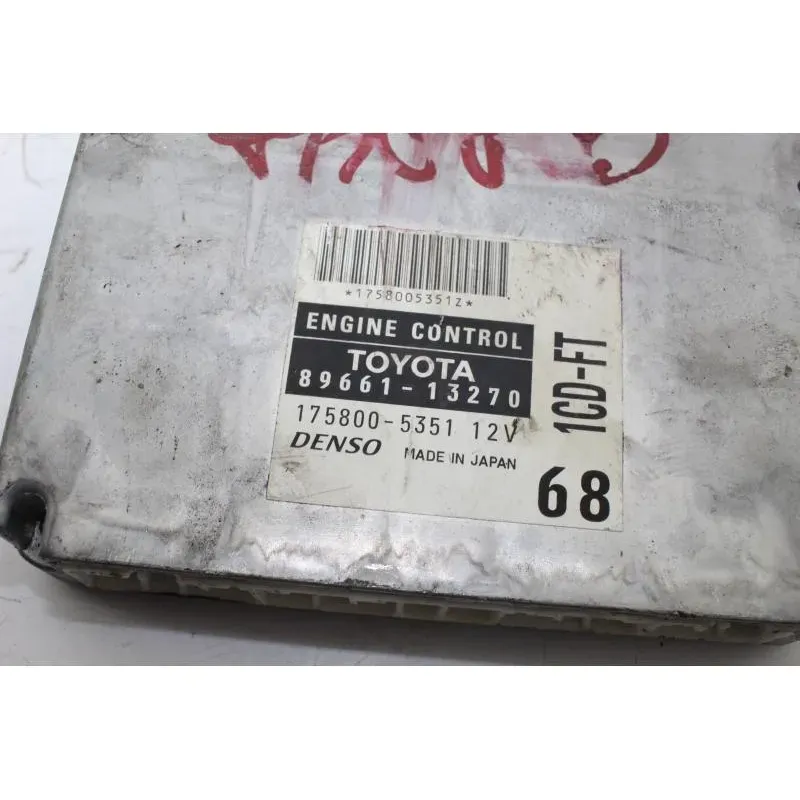 *1758005351Z*
ENGINE CONTROL
TOYOTA
89661-13270
175800-5351 12V
DENSO MADE IN JAPAN
1CD-FT
68